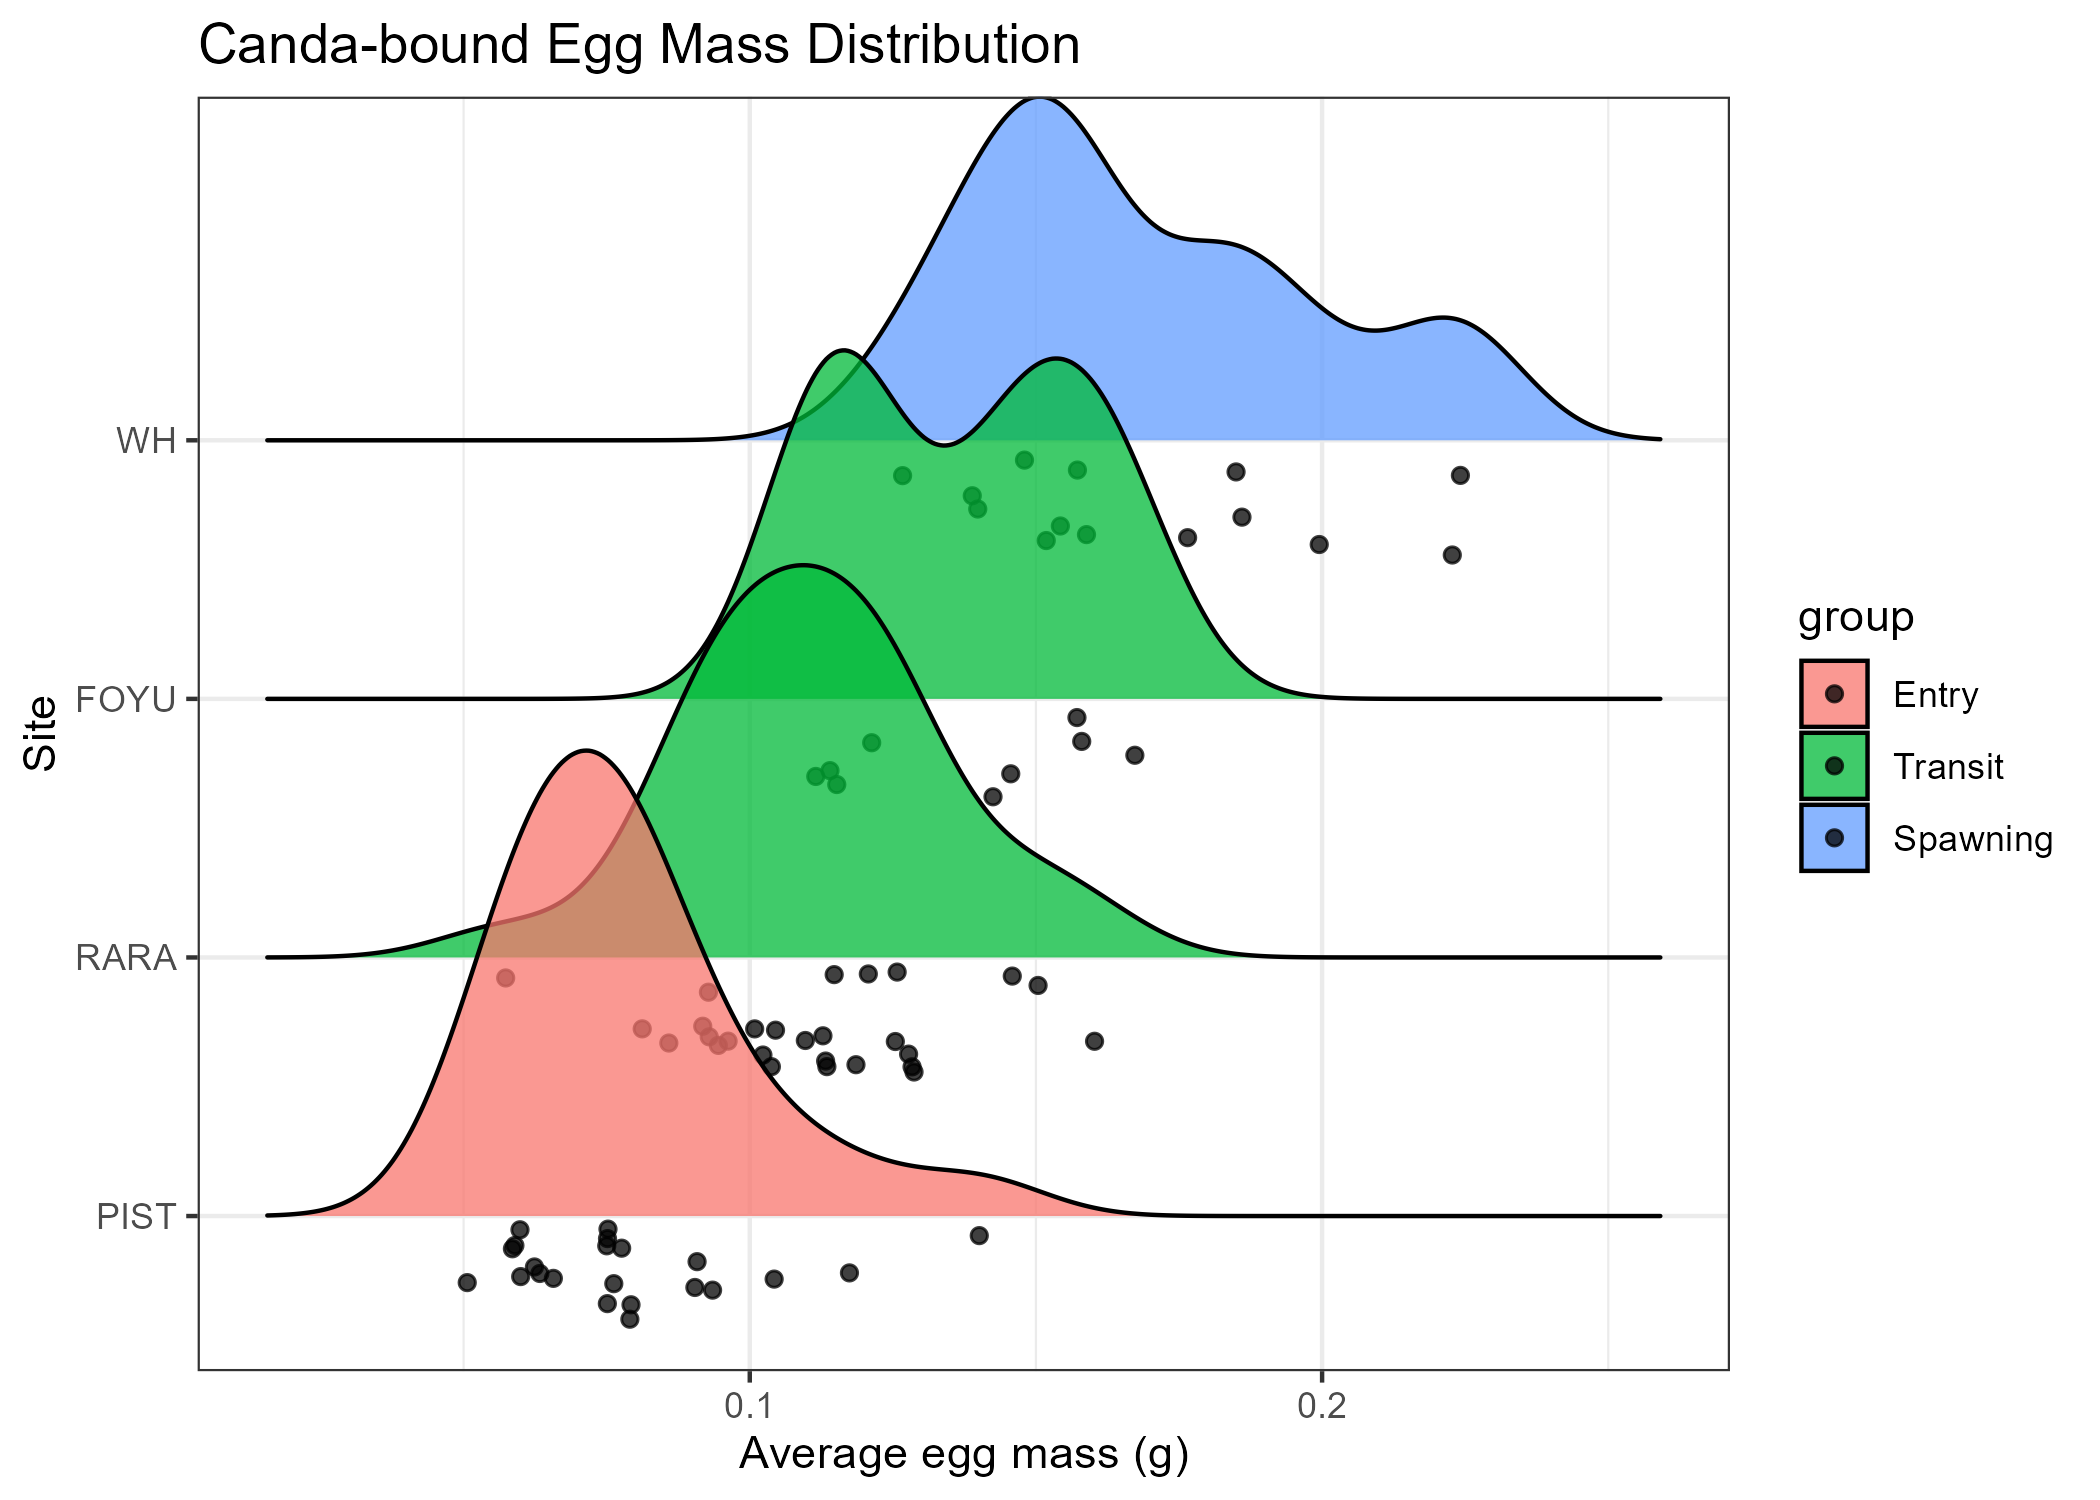 Canda-bound Egg Mass Distribution
WH
FOYU
RARA
PIST
Site
0.1
0.2
Average egg mass (g)
group
Entry
Transit
Spawning